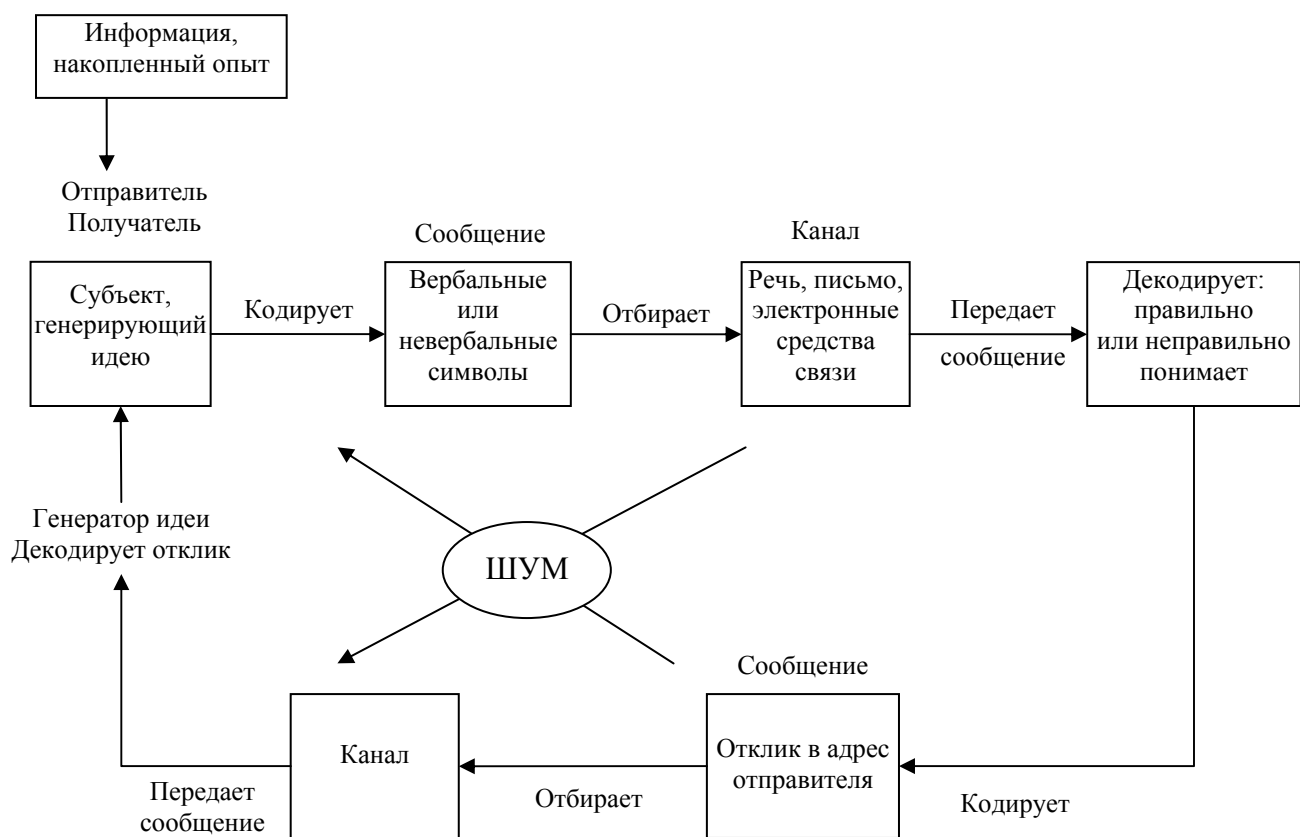 Информация,
накопленный опыт
Отправитель
Получатель
Сообщение
Канал
Субъект,
генерирующий
идею
Кодирует
Вербальные
или
невербальные
символы
Отбирает
Речь, письмо,
электронные
средства
связи
Передает
сообщение
Декодирует:
правильно
или неправильно
понимает
Генератор идеи
Декодирует отклик
ШУМ
Сообщение
Канал
Отклик в адрес
отправителя
Передает
сообщение
Отбирает
Кодирует